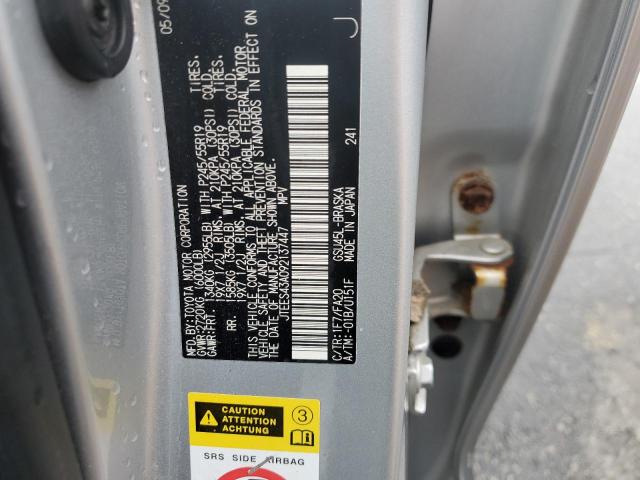 MFD. BY:TOYOTA MOTOR CORPORATION 05/09
GVWR:2720KG (6000LB)
GAWR:FRT. 1340KG (2955LB) WITH P245/55R19 TIRES.
19X7 1/2J RIMS, AT 210KPA (30PSI) COLD.
RR. 1585KG (3505LB) WITH P245/55R19 TIRES.
19X7 1/2J RIMS, AT 210KPA (30PSI) COLD.
THIS VEHICLE CONFORMS TO ALL APPLICABLE FEDERAL MOTOR
VEHICLE SAFETY AND THEFT PREVENTION STANDARDS IN EFFECT ON
THE DATE OF MANUFACTURE SHOWN ABOVE.
JTEES43A092137447 MPV
J
C/TR:1F7/FA20 GSU45L-BRASKA
A/TM:-01B/U151F MADE IN JAPAN 241
CAUTION
ATTENTION
ACHTUNG
3
SRS SIDE AIRBAG